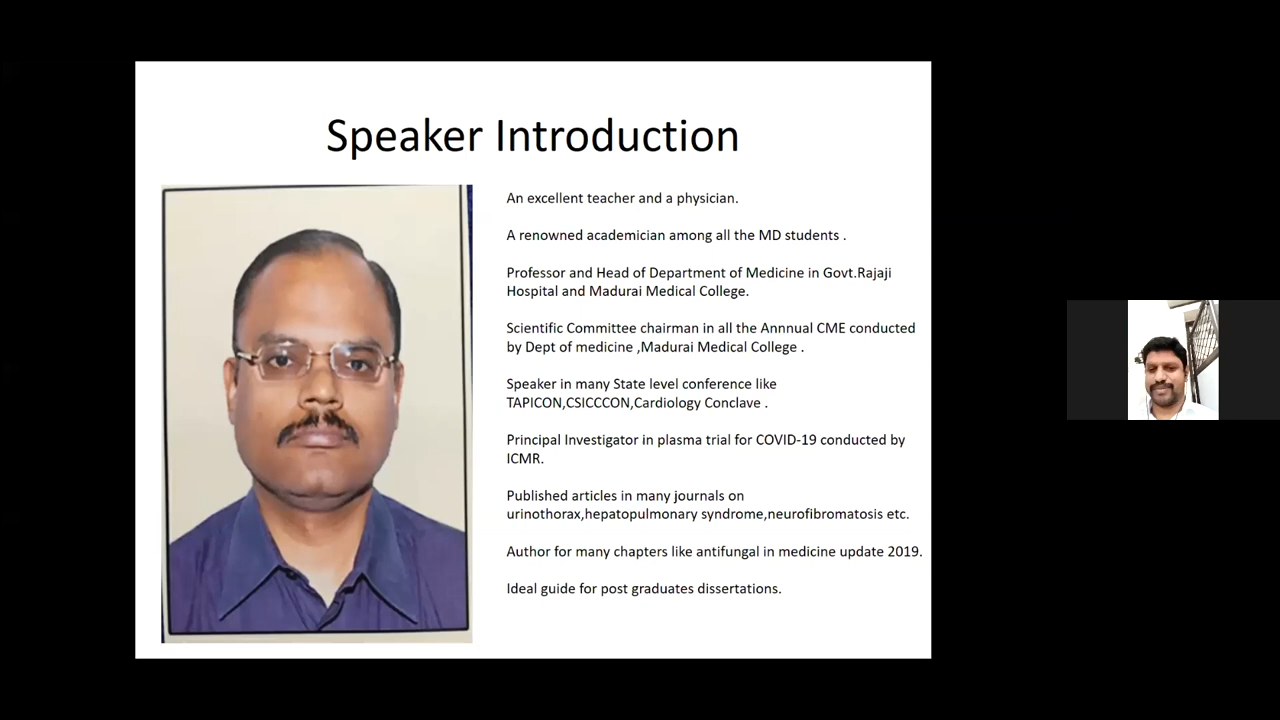 Speaker Introduction
An excellent teacher and a physician.
A renowned academician among all the MD students .
Professor and Head of Department of Medicine in Govt.Rajaji
Hospital and Madurai Medical College.
Scientific Committee chairman in all the Annnual CME conducted
by Dept of medicine ,Madurai Medical College .
Speaker in many State level conference like
TAPICON,CSICCCON,Cardiology Conclave .
Principal Investigator in plasma trial for COVID-19 conducted by
ICMR.
Published articles in many journals on
urinothorax,hepatopulmonary syndrome,neurofibromatosis etc.
Author for many chapters like antifungal in medicine update 2019.
Ideal guide for post graduates dissertations.